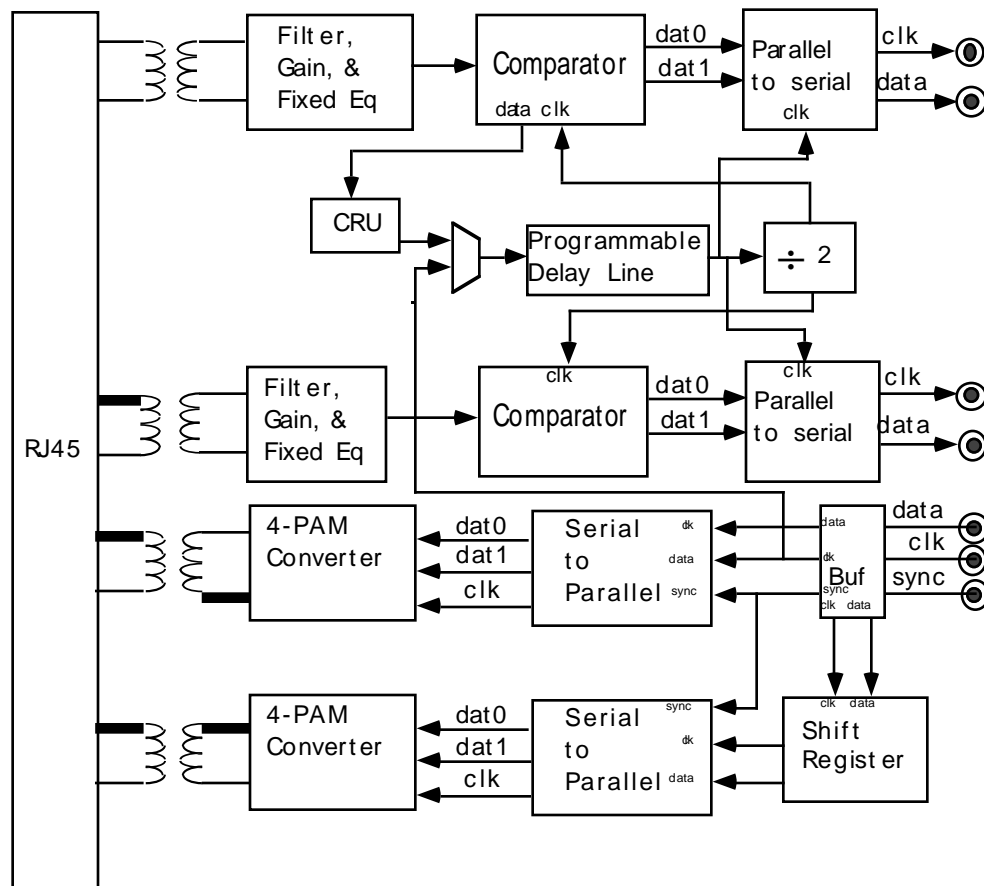 RJ45
Filter,
Gain, &
Fixed Eq
Comparator
data clk
dat0
dat1
Parallel
to serial
clk
clk
data
CRU
Programmable
Delay Line
÷ 2
Filter,
Gain, &
Fixed Eq
clk
Comparator
dat0
dat1
clk
Parallel
to serial
clk
data
4-PAM
Converter
dat0
dat1
clk
Serial
to
Parallel
clk
data
sync
data
clk
Buf
sync
clk data
data
clk
sync
4-PAM
Converter
dat0
dat1
clk
Serial
to
Parallel
sync
clk
data
clk data
Shift
Register